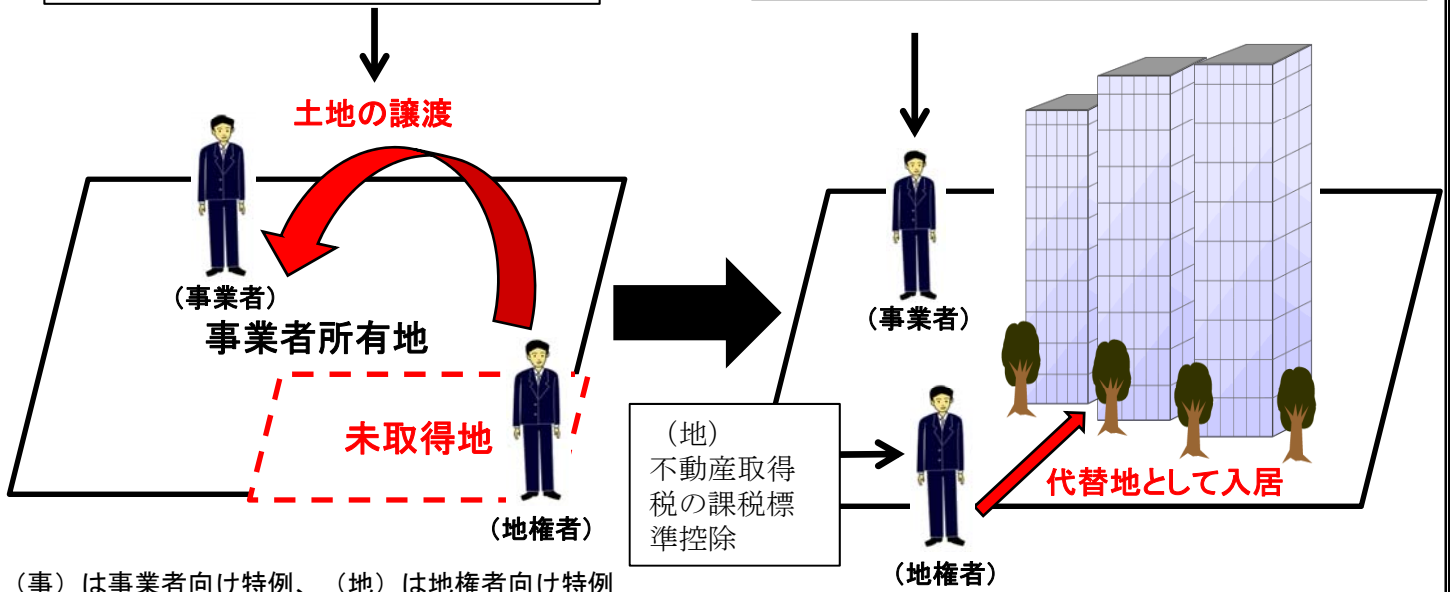 土地の譲渡
（事業者）
事業者所有地
未取得地
（地権者）
（事）は事業者向け特例、（地）は地権者向け特例
（事業者）
（地）
不動産取得
税の課税標
準控除
代替地として入居
（地権者）